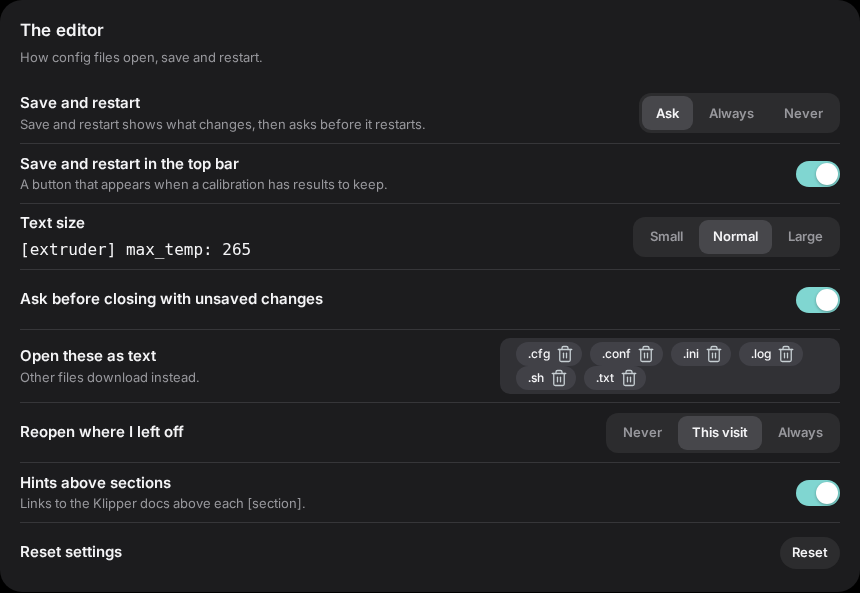 The editor
How config files open, save and restart.
Save and restart
Save and restart shows what changes, then asks before it restarts.
Ask Always Never
Save and restart in the top bar
A button that appears when a calibration has results to keep.
Text size
[extruder] max_temp: 265
Small Normal Large
Ask before closing with unsaved changes
Open these as text
Other files download instead.
.cfg .conf .ini .log
.sh .txt
Reopen where I left off
Never This visit Always
Hints above sections
Links to the Klipper docs above each [section].
Reset settings
Reset